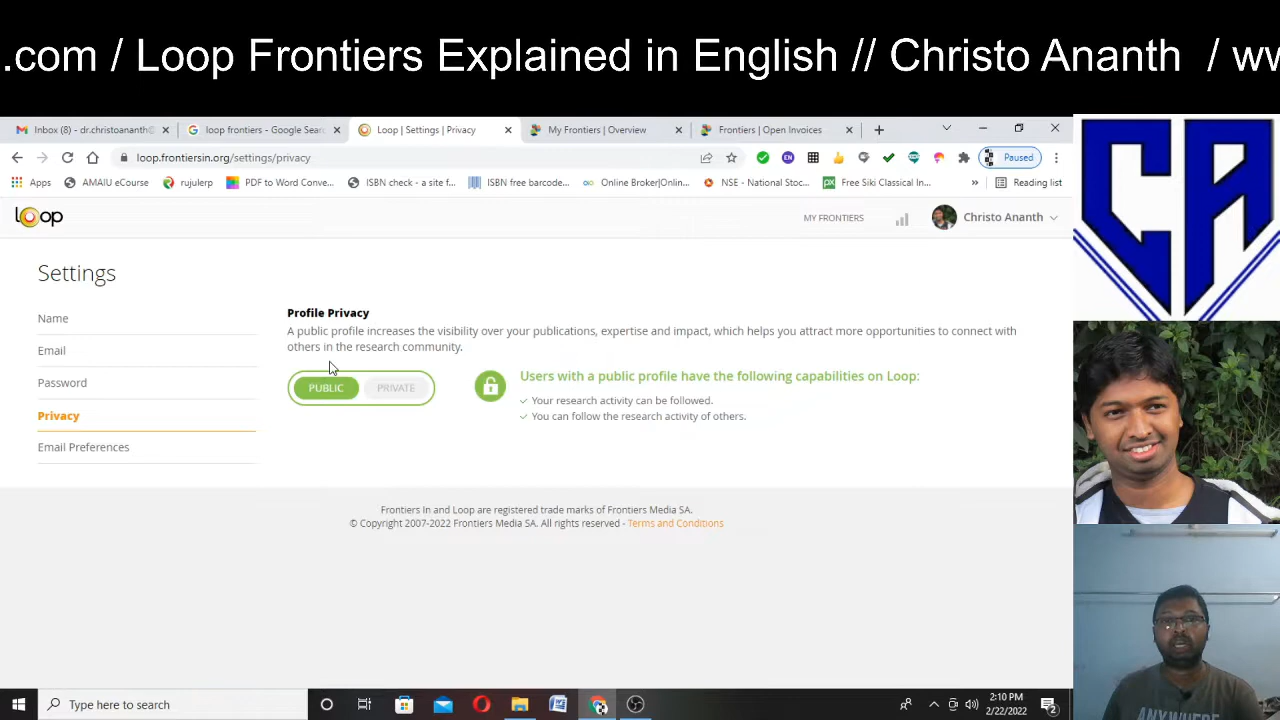 .com / Loop Frontiers Explained in English // Christo Ananth / wv
Inbox (8) - dr.christoananth@
loop frontiers - Google Sear
Loop | Settings | Privacy
My Frontiers | Overview
Frontiers | Open Invoices
loop.frontiersin.org/settings/privacy
EN
Paused
Apps
AMAIU eCourse
rujulerp
PDF to Word Conve...
ISBN check - a site f...
ISBN free barcode...
Online Broker|Onlin...
NSE - National Stoc...
Free Siki Classical In...
»
Reading list
loop
MY FRONTIERS
Christo Ananth
CA
Settings
Name
Email
Password
Privacy
Email Preferences
Profile Privacy
A public profile increases the visibility over your publications, expertise and impact, which helps you attract more opportunities to connect with
others in the research community.
PUBLIC PRIVATE
Users with a public profile have the following capabilities on Loop:
Your research activity can be followed.
You can follow the research activity of others.
Frontiers In and Loop are registered trade marks of Frontiers Media SA.
© Copyright 2007-2022 Frontiers Media SA. All rights reserved - Terms and Conditions
ANYWHERE
Type here to search
2:10 PM
2/22/2022
2